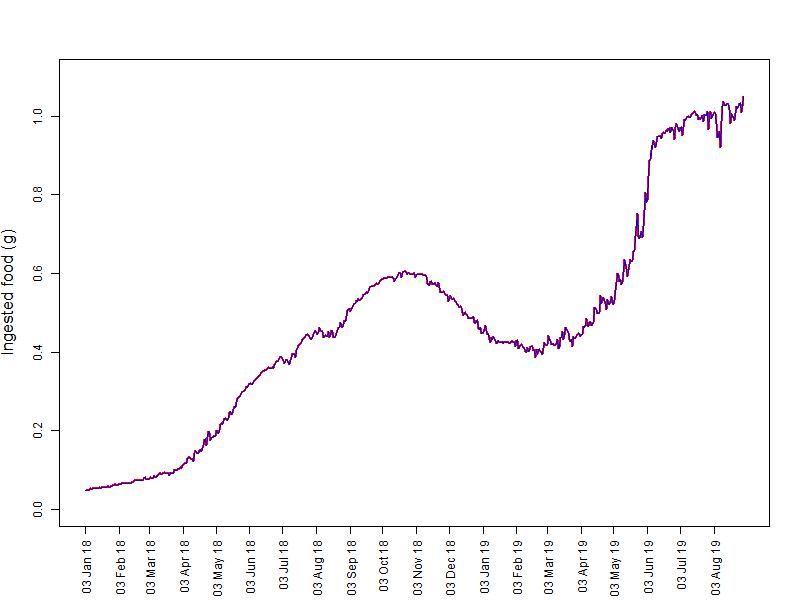 Ingested food (g)
1.0
0.8
0.6
0.4
0.2
0.0
03 Jan 18
03 Feb 18
03 Mar 18
03 Apr 18
03 May 18
03 Jun 18
03 Jul 18
03 Aug 18
03 Sep 18
03 Oct 18
03 Nov 18
03 Dec 18
03 Jan 19
03 Feb 19
03 Mar 19
03 Apr 19
03 May 19
03 Jun 19
03 Jul 19
03 Aug 19